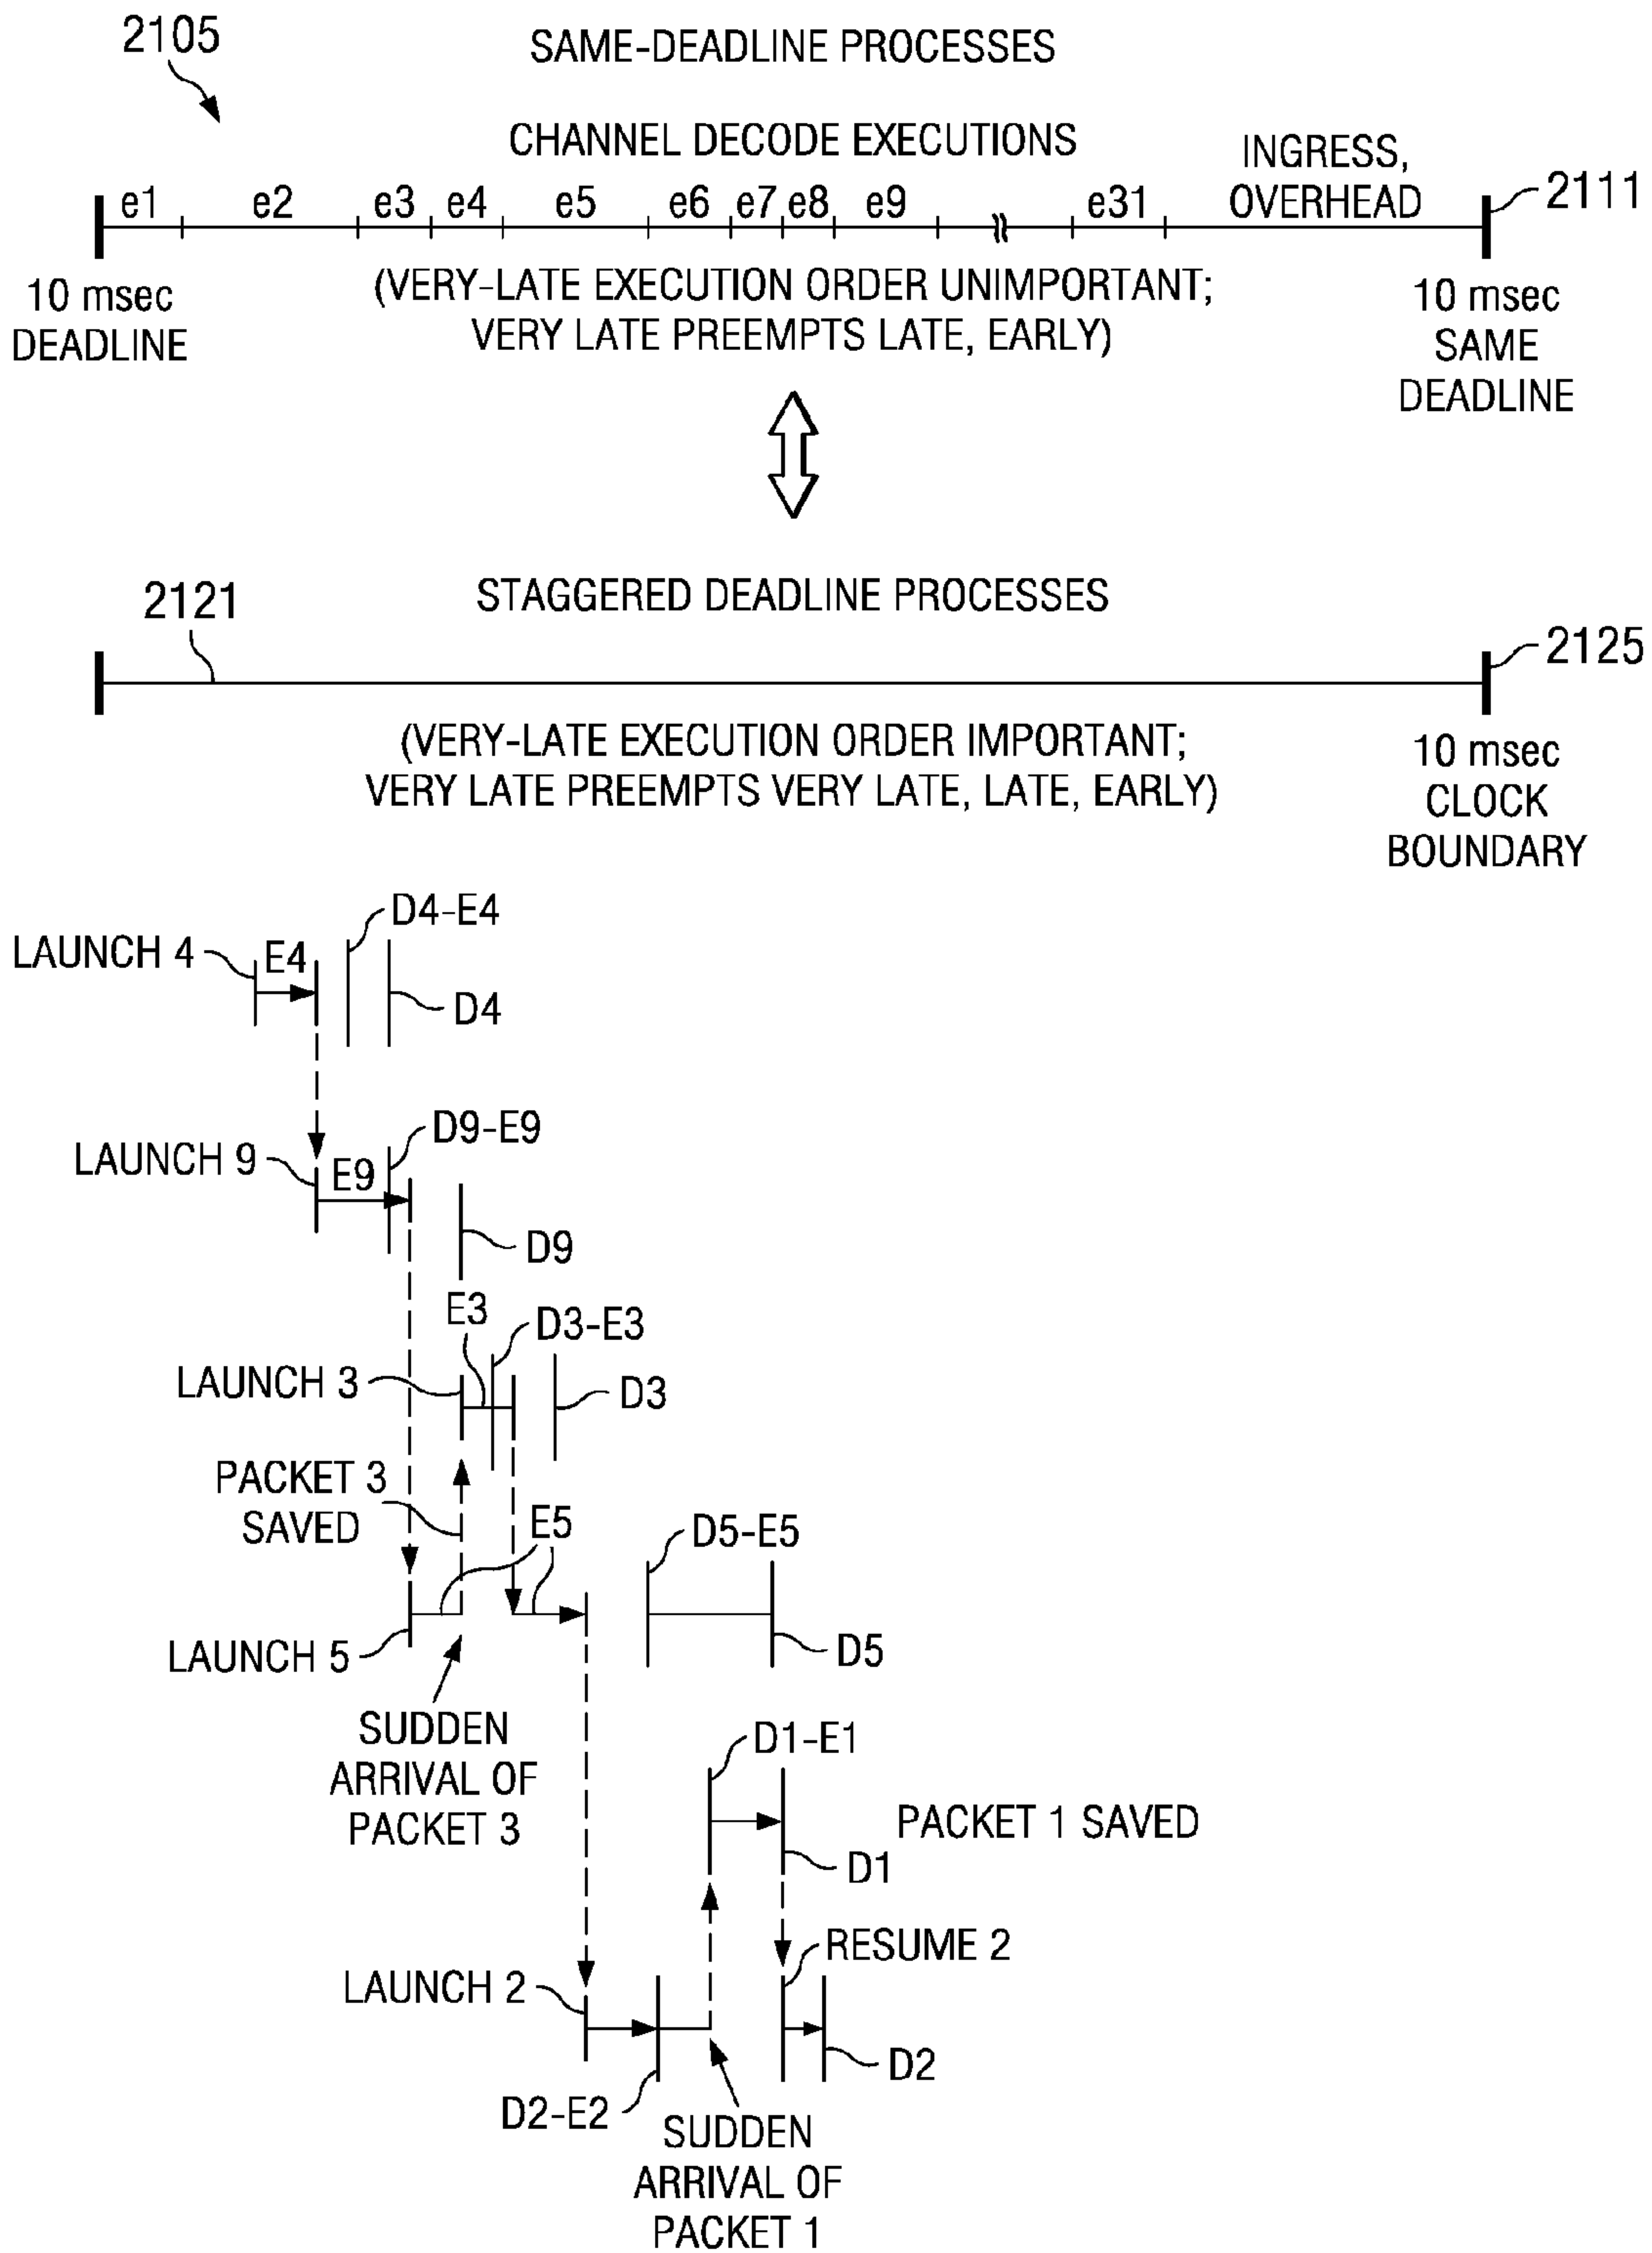 2105
SAME-DEADLINE PROCESSES
CHANNEL DECODE EXECUTIONS
INGRESS,
OVERHEAD
e1 e2 e3 e4 e5 e6 e7 e8 e9 e31
2111
10 msec
DEADLINE
(VERY-LATE EXECUTION ORDER UNIMPORTANT;
VERY LATE PREEMPTS LATE, EARLY)
10 msec
SAME
DEADLINE
STAGGERED DEADLINE PROCESSES
2121
2125
(VERY-LATE EXECUTION ORDER IMPORTANT;
VERY LATE PREEMPTS VERY LATE, LATE, EARLY)
10 msec
CLOCK
BOUNDARY
D4-E4
LAUNCH 4
E4
D4
D9-E9
LAUNCH 9
E9
D9
E3
D3-E3
LAUNCH 3
D3
PACKET 3
SAVED
E5
D5-E5
LAUNCH 5
D5
SUDDEN
ARRIVAL OF
PACKET 3
D1-E1
PACKET 1 SAVED
D1
RESUME 2
LAUNCH 2
D2
D2-E2
SUDDEN
ARRIVAL OF
PACKET 1